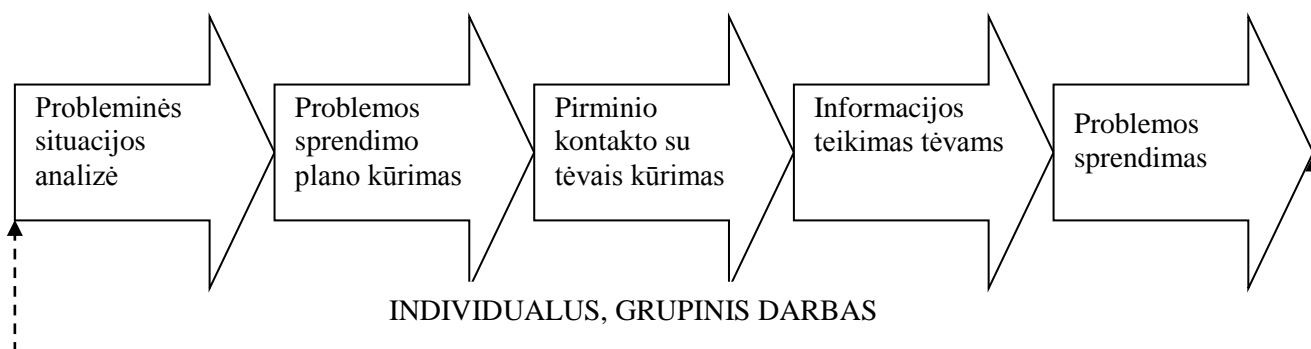 Probleminės
situacijos
analizė
Problemos
sprendimo
plano kūrimas
Pirminio
kontakto su
tėvais kūrimas
Informacijos
teikimas tėvams
Problemos
sprendimas
INDIVIDUALUS, GRUPINIS DARBAS